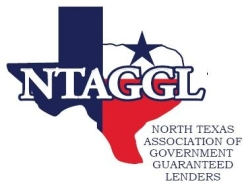 NTAGGL
NORTH TEXAS
ASSOCIATION OF
GOVERNMENT
GUARANTEED
LENDERS